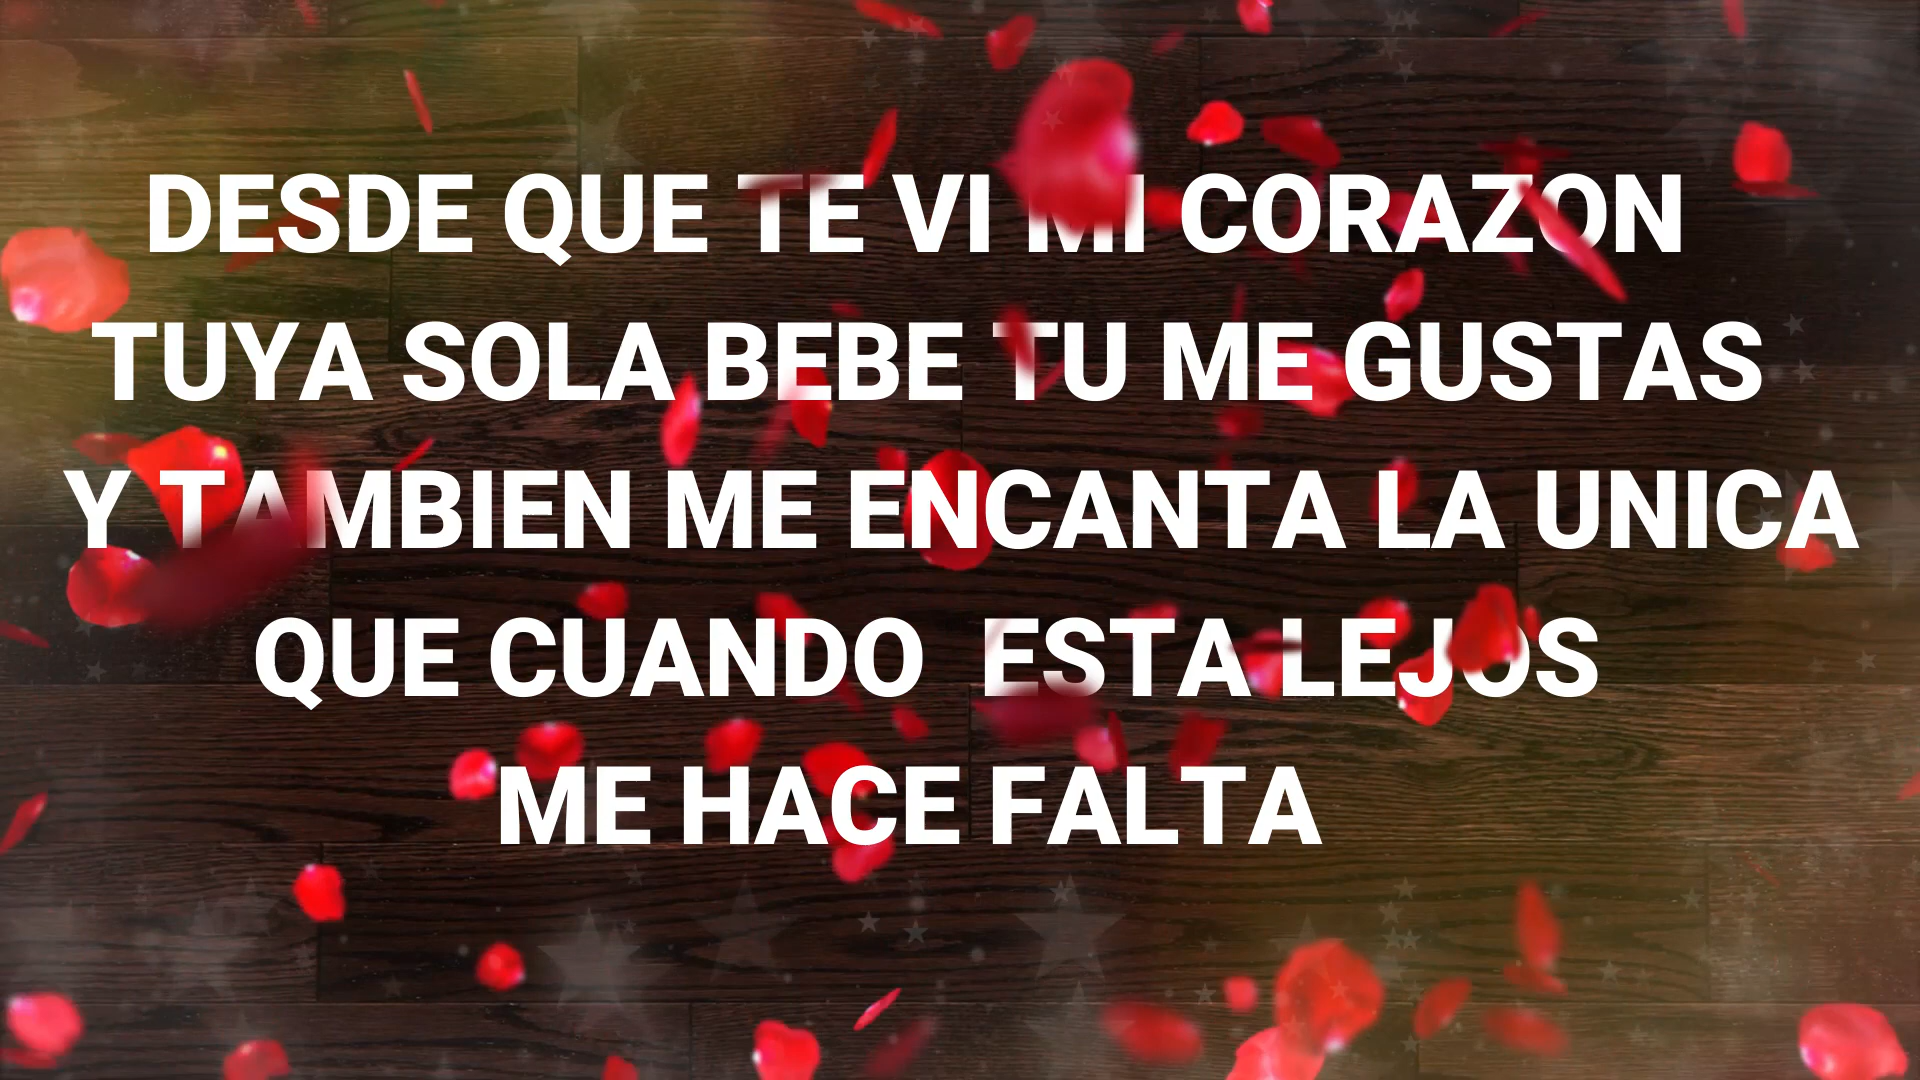 DESDE QUE TE VI MI CORAZON
TUYA SOLA BEBE TU ME GUSTAS
Y TAMBIEN ME ENCANTA LA UNICA
QUE CUANDO  ESTA LEJOS
ME HACE FALTA